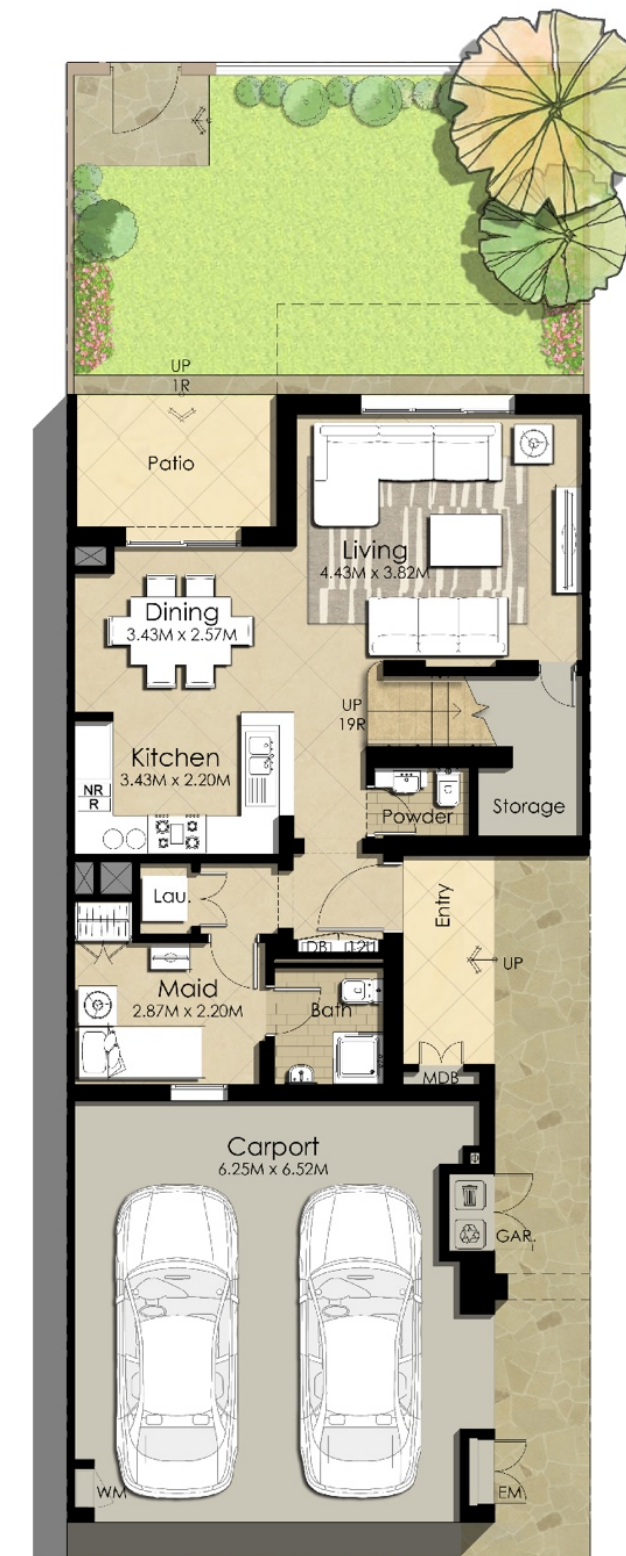 UP
1R
Patio
Living
4.43M x 3.82M
Dining
3.43M x 2.57M
UP
19R
Kitchen
3.43M x 2.20M
NR
R
Powder
Storage
Lau.
Entry
DB
UP
Maid
2.87M x 2.20M
Bath
MDB
Carport
6.25M x 6.52M
GAR.
WM
EM